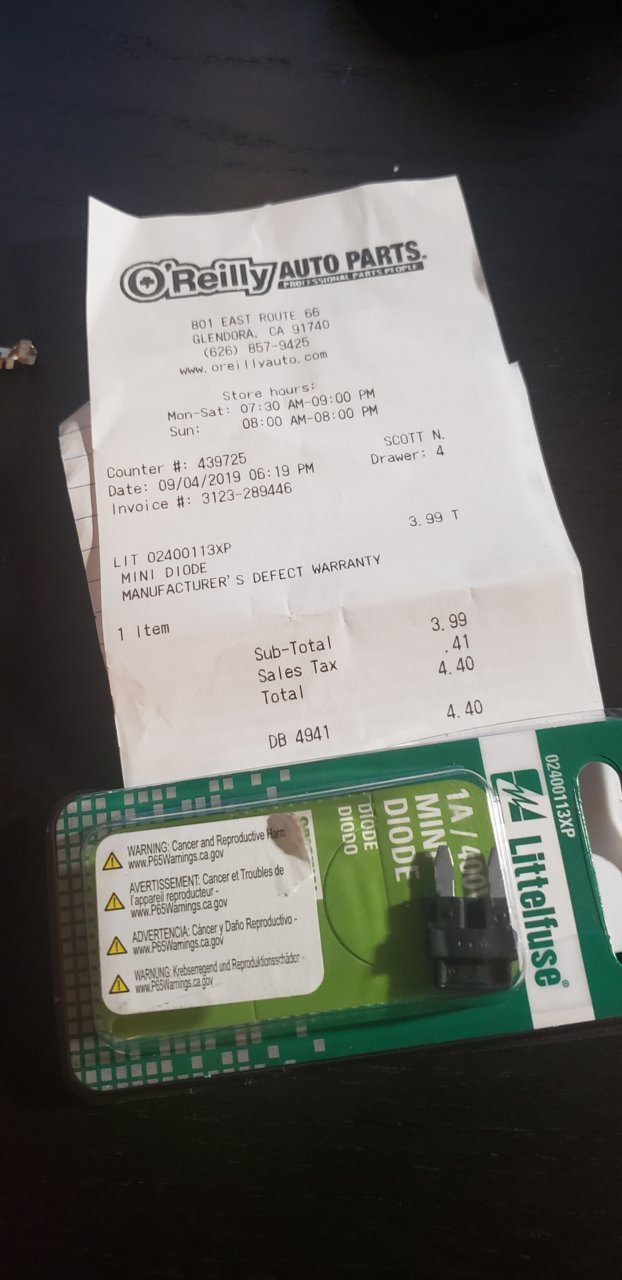 O'Reilly AUTO PARTS.
PROFESSIONAL PARTS PEOPLE
801 EAST ROUTE 66
GLENDORA, CA 91740
(626) 857-9425
www.oreillyauto.com
Store hours:
Mon-Sat: 07:30 AM-09:00 PM
Sun: 08:00 AM-08:00 PM
Counter #: 439725 SCOTT N.
Date: 09/04/2019 06:19 PM Drawer: 4
Invoice #: 3123-289446
LIT 02400113XP 3.99 T
MINI DIODE
MANUFACTURER'S DEFECT WARRANTY
1 Item
Sub-Total 3.99
Sales Tax .41
Total 4.40
DB 4941 4.40
02400113XP
Littelfuse®
1A / 400
MINI
DIODE
DIODE
DIODO
WARNING: Cancer and Reproductive Harm
www.P65Warnings.ca.gov
AVERTISSEMENT: Cancer et Troubles de
l'appareil reproducteur -
www.P65Warnings.ca.gov
ADVERTENCIA: Cáncer y Daño Reproductivo -
www.P65Warnings.ca.gov
WARNUNG: Krebserregend und Reproduktionsschäden -
www.P65Warnings.ca.gov